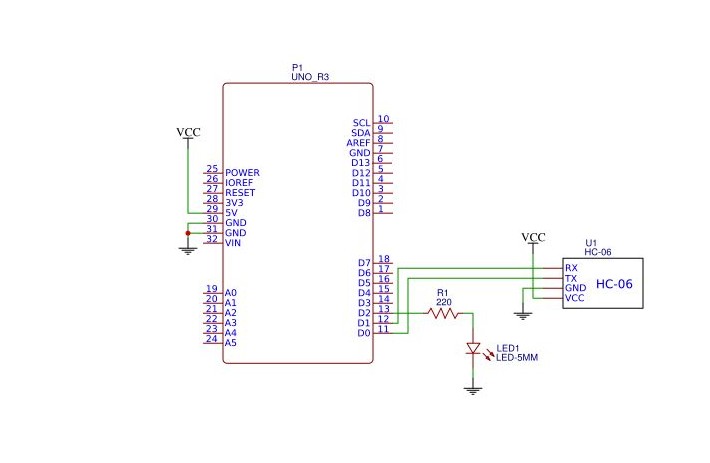 P1
UNO_R3
VCC
25 POWER
26 IOREF
27 RESET
28 3V3
29 5V
30 GND
31 GND
32 VIN
19 A0
20 A1
21 A2
22 A3
23 A4
24 A5
SCL 10
SDA 9
AREF 8
GND 7
D13 6
D12 5
D11 4
D10 3
D9 2
D8 1
D7 18
D6 17
D5 16
D4 15
D3 14
D2 13
D1 12
D0 11
R1
220
LED1
LED-5MM
VCC
U1
HC-06
RX
TX
GND
VCC
HC-06